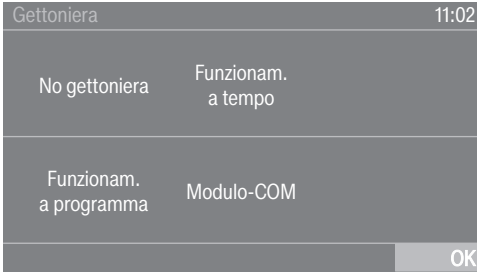 Gettoniera 11:02
No gettoniera
Funzionam.
a tempo
Funzionam.
a programma
Modulo-COM
OK